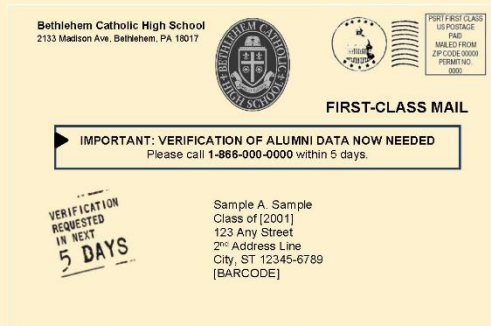 Bethlehem Catholic High School
2133 Madison Ave, Bethlehem, PA 18017
BETHLEHEM CATHOLIC
HIGH SCHOOL
PSRT FIRST CLASS
US POSTAGE
PAID
MAILED FROM
ZIP CODE 00000
PERMIT NO.
0000
FIRST-CLASS MAIL
IMPORTANT: VERIFICATION OF ALUMNI DATA NOW NEEDED
Please call 1-866-000-0000 within 5 days.
VERIFICATION
REQUESTED
IN NEXT
5 DAYS
Sample A. Sample
Class of [2001]
123 Any Street
2nd Address Line
City, ST 12345-6789
[BARCODE]